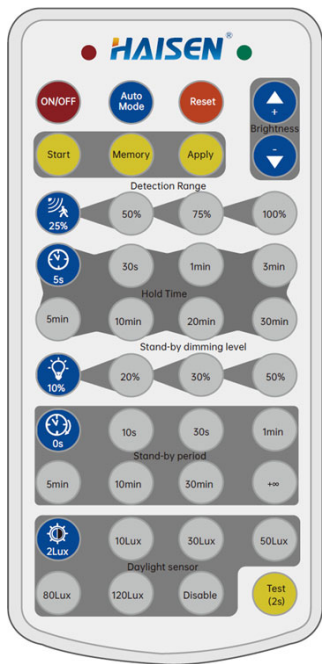 HAISEN®
ON/OFF
Auto
Mode
Reset
+
Brightness
-
Start
Memory
Apply
Detection Range
25%
50%
75%
100%
5s
30s
1min
3min
Hold Time
5min
10min
20min
30min
Stand-by dimming level
10%
20%
30%
50%
0s
10s
30s
1min
Stand-by period
5min
10min
30min
+∞
2Lux
10Lux
30Lux
50Lux
Daylight sensor
80Lux
120Lux
Disable
Test
(2s)